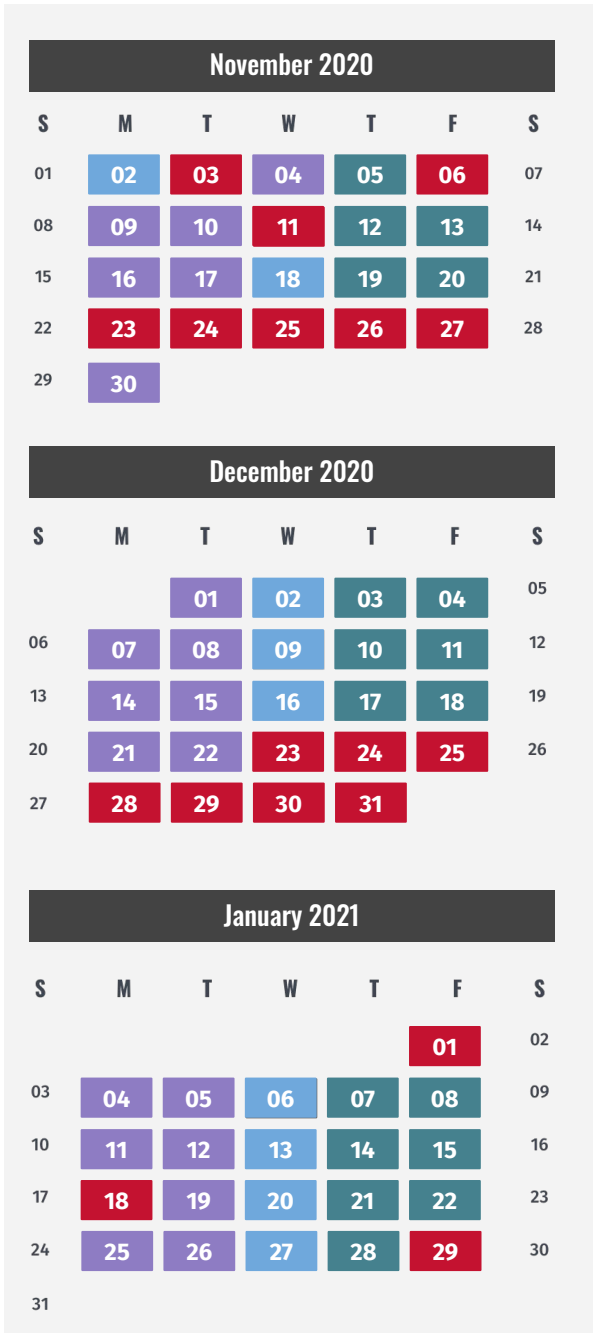 November 2020
S M T W T F S
01 02 03 04 05 06 07
08 09 10 11 12 13 14
15 16 17 18 19 20 21
22 23 24 25 26 27 28
29 30
December 2020
S M T W T F S
01 02 03 04 05
06 07 08 09 10 11 12
13 14 15 16 17 18 19
20 21 22 23 24 25 26
27 28 29 30 31
January 2021
S M T W T F S
01 02
03 04 05 06 07 08 09
10 11 12 13 14 15 16
17 18 19 20 21 22 23
24 25 26 27 28 29 30
31